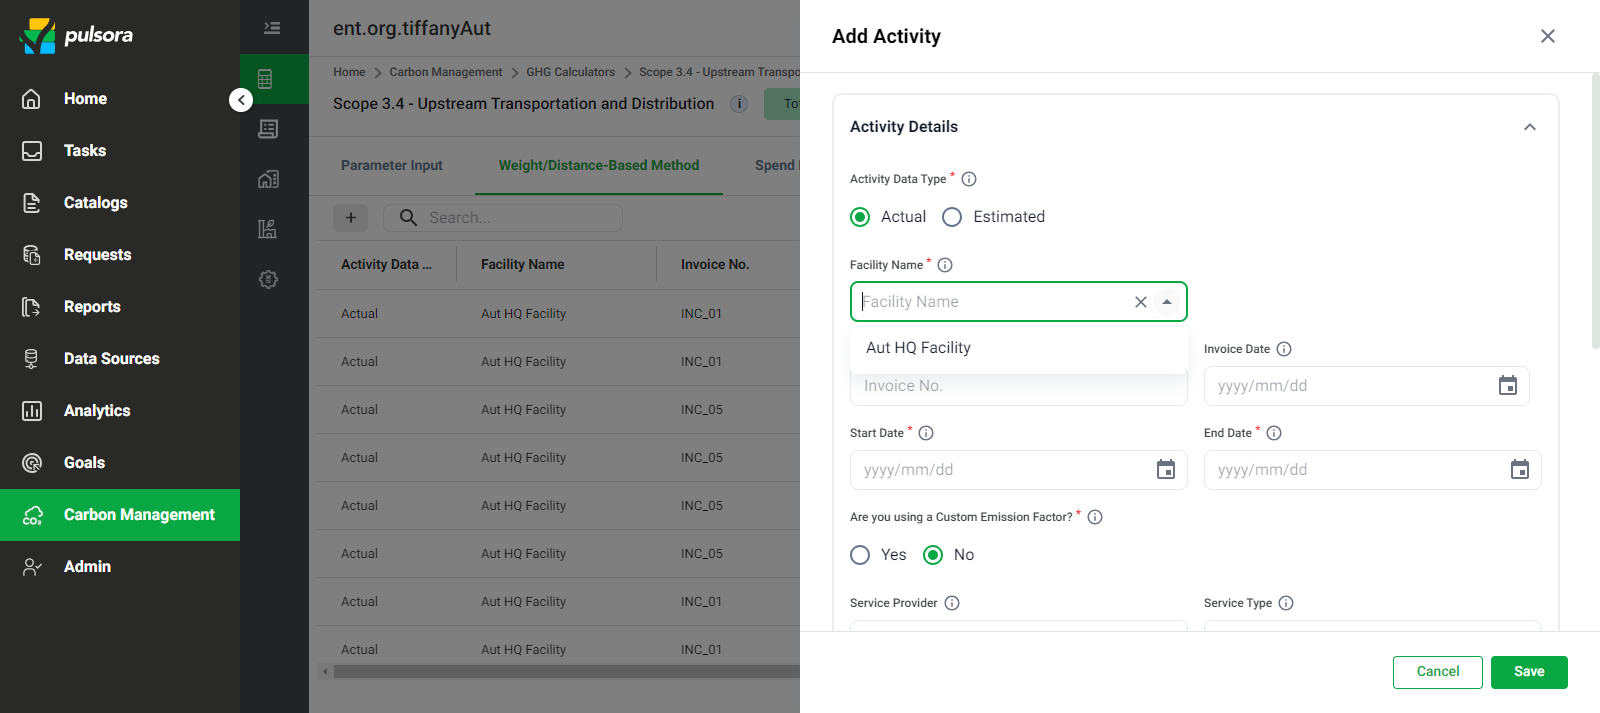 pulsora
Home
Tasks
Catalogs
Requests
Reports
Data Sources
Analytics
Goals
Carbon Management
Admin
ent.org.tiffanyAut
Home > Carbon Management > GHG Calculators > Scope 3.4 - Upstream Transpo
Scope 3.4 - Upstream Transportation and Distribution
To
Parameter Input
Weight/Distance-Based Method
Spend
Search...
Activity Data ... Facility Name Invoice No.
Actual Aut HQ Facility INC_01
Actual Aut HQ Facility INC_01
Actual Aut HQ Facility INC_05
Actual Aut HQ Facility INC_05
Actual Aut HQ Facility INC_05
Actual Aut HQ Facility INC_05
Actual Aut HQ Facility INC_01
Actual Aut HQ Facility INC_01
Add Activity
Activity Details
Activity Data Type *
Actual Estimated
Facility Name *
Facility Name
Aut HQ Facility
Invoice No.
Invoice Date
yyyy/mm/dd
Start Date * End Date *
yyyy/mm/dd yyyy/mm/dd
Are you using a Custom Emission Factor? *
Yes No
Service Provider Service Type
Cancel Save